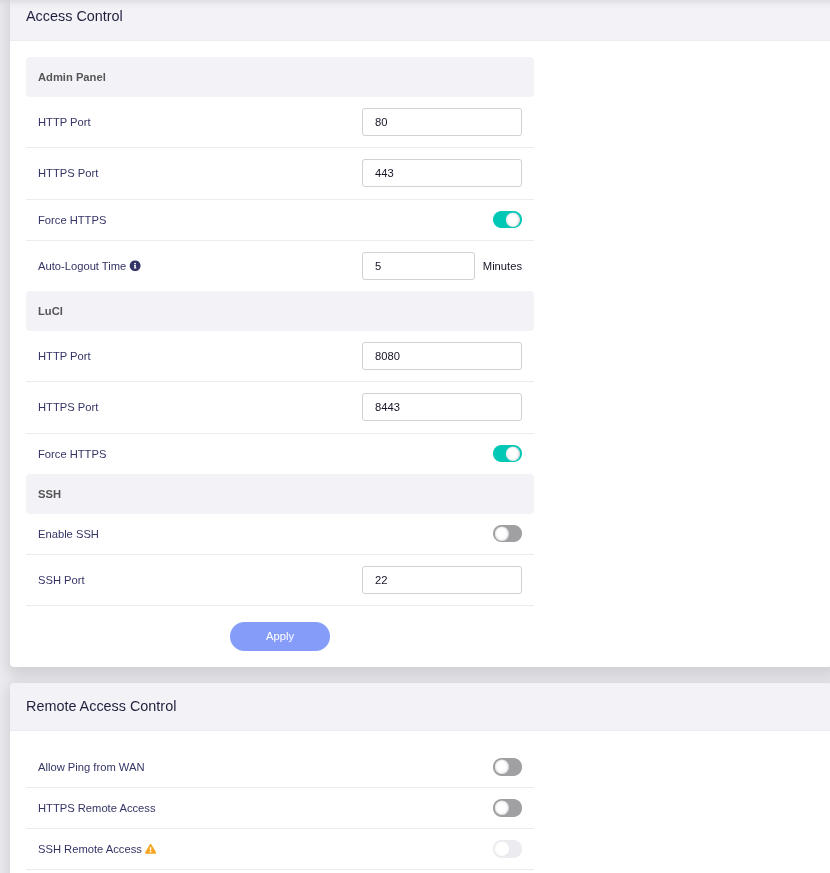 Access Control
Admin Panel
HTTP Port 80
HTTPS Port 443
Force HTTPS
Auto-Logout Time 5 Minutes
LuCI
HTTP Port 8080
HTTPS Port 8443
Force HTTPS
SSH
Enable SSH
SSH Port 22
Apply
Remote Access Control
Allow Ping from WAN
HTTPS Remote Access
SSH Remote Access